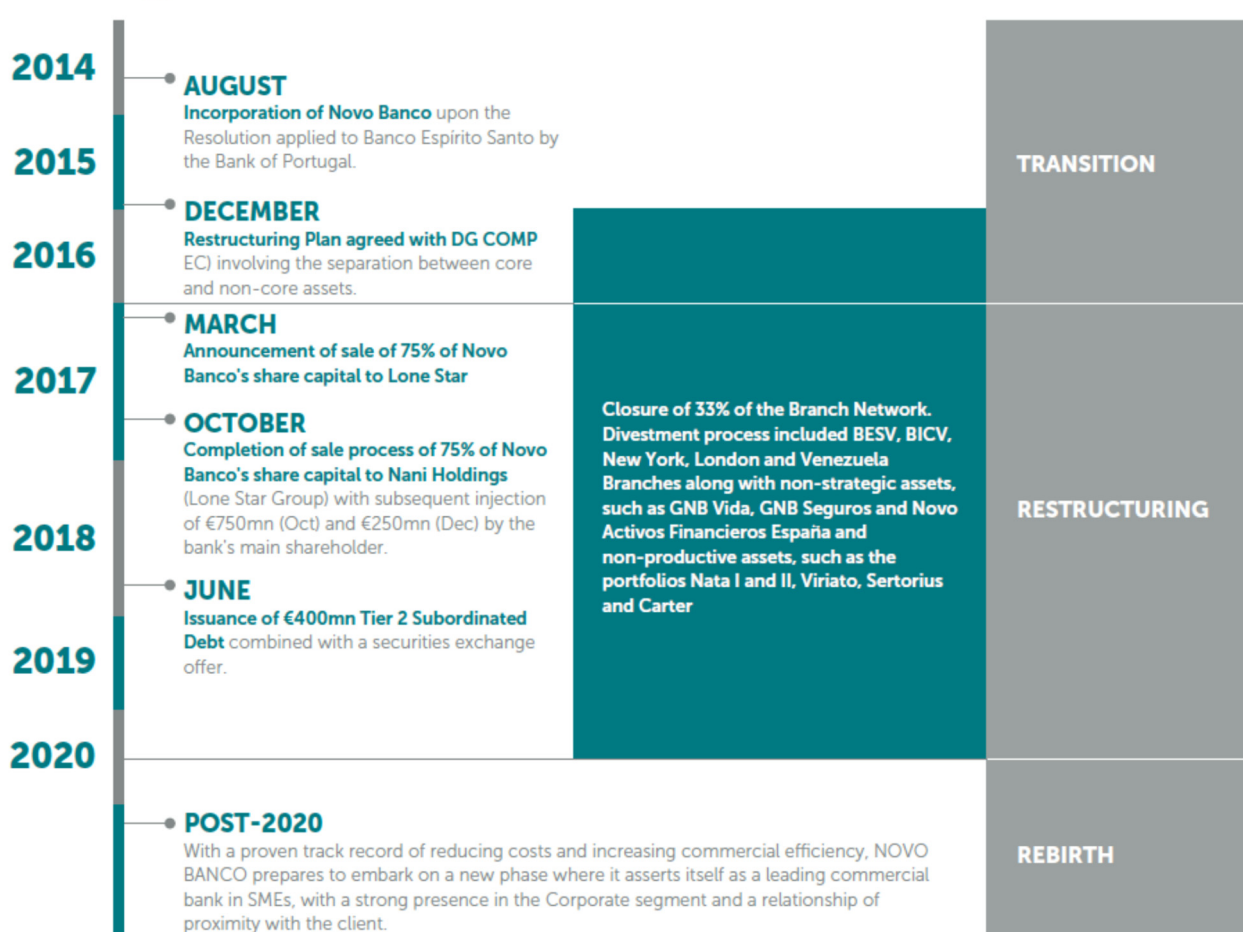 2014
AUGUST
Incorporation of Novo Banco upon the
Resolution applied to Banco Espírito Santo by
the Bank of Portugal.
2015
TRANSITION
DECEMBER
Restructuring Plan agreed with DG COMP
EC) involving the separation between core
and non-core assets.
2016
MARCH
Announcement of sale of 75% of Novo
Banco's share capital to Lone Star
2017
OCTOBER
Completion of sale process of 75% of Novo
Banco's share capital to Nani Holdings
(Lone Star Group) with subsequent injection
of €750mn (Oct) and €250mn (Dec) by the
bank's main shareholder.
2018
JUNE
Issuance of €400mn Tier 2 Subordinated
Debt combined with a securities exchange
offer.
2019
Closure of 33% of the Branch Network.
Divestment process included BESV, BICV,
New York, London and Venezuela
Branches along with non-strategic assets,
such as GNB Vida, GNB Seguros and Novo
Activos Financieros España and
non-productive assets, such as the
portfolios Nata I and II, Viriato, Sertorius
and Carter
RESTRUCTURING
2020
POST-2020
With a proven track record of reducing costs and increasing commercial efficiency, NOVO
BANCO prepares to embark on a new phase where it asserts itself as a leading commercial
bank in SMEs, with a strong presence in the Corporate segment and a relationship of
proximity with the client.
REBIRTH